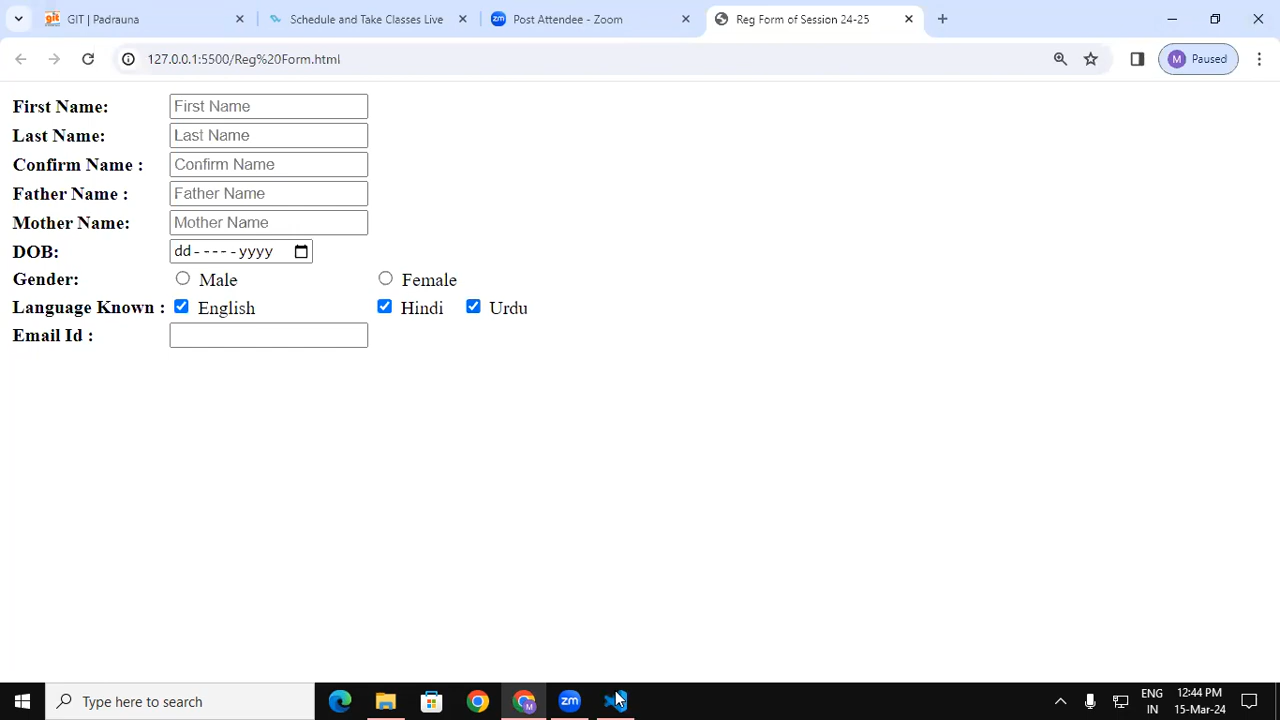 git GIT | Padrauna
Schedule and Take Classes Live
zm Post Attendee - Zoom
Reg Form of Session 24-25
127.0.0.1:5500/Reg%20Form.html
M Paused
First Name: First Name
Last Name: Last Name
Confirm Name : Confirm Name
Father Name : Father Name
Mother Name: Mother Name
DOB: dd-----yyyy
Gender: Male Female
Language Known : English Hindi Urdu
Email Id :
Type here to search
M
zm
ENG
IN
12:44 PM
15-Mar-24